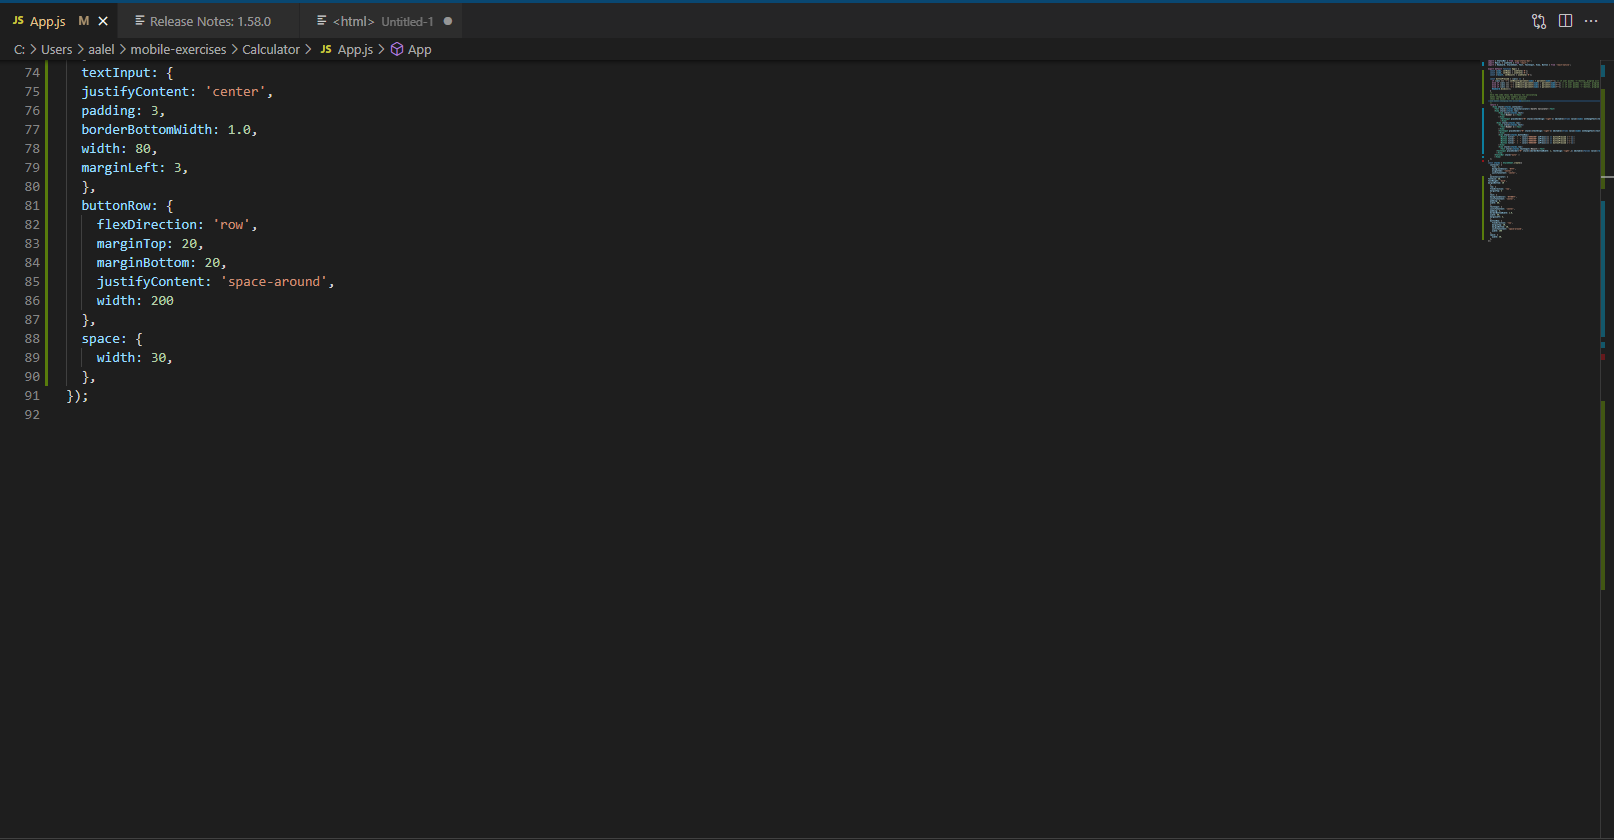 JS App.js M
Release Notes: 1.58.0
<html> Untitled-1
C: > Users > aalel > mobile-exercises > Calculator > JS App.js > App
74 textInput: {
75 justifyContent: 'center',
76 padding: 3,
77 borderBottomWidth: 1.0,
78 width: 80,
79 marginLeft: 3,
80 },
81 buttonRow: {
82 flexDirection: 'row',
83 marginTop: 20,
84 marginBottom: 20,
85 justifyContent: 'space-around',
86 width: 200
87 },
88 space: {
89 width: 30,
90 },
91 });
92